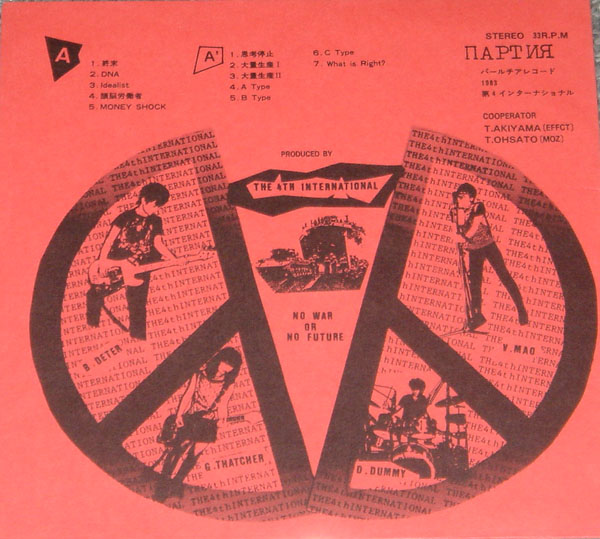 A
1. 終末
2. DNA
3. Idealist
4. 頭脳労働者
5. MONEY SHOCK
A'
1. 思考停止
2. 大量生産 I
3. 大量生産 II
4. A Type
5. B Type
6. C Type
7. What is Right?
STEREO 33R.P.M
ПАРТИЯ
パールチアレコード
1983
第4インターナショナル
COOPERATOR
T.AKIYAMA (EFFCT)
T.OHSATO (MOZ)
PRODUCED BY
THE 4TH INTERNATIONAL
NO WAR
OR
NO FUTURE
B. DETER
V.MAO
G.THATCHER
D.DUMMY
THE4thINTERNATIONAL